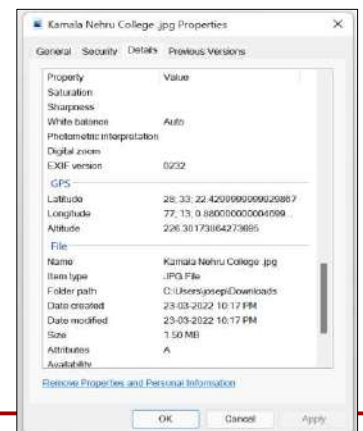 Kamala Nehru College .jpg Properties
General Security Details Previous Versions
Property Value
Saturation
Sharpness
White balance Auto
Photometric interpretation
Digital zoom
EXIF version 0232
GPS
Latitude 28; 33; 22.4299999999929867
Longitude 77; 13; 0.880000000004099...
Altitude 226.30173064273695
File
Name Kamala Nehru College .jpg
Item type JPG File
Folder path C:\Users\josep\Downloads
Date created 23-03-2022 10:17 PM
Date modified 23-03-2022 10:17 PM
Size 1.50 MB
Attributes A
Availability
Remove Properties and Personal Information
OK Cancel Apply